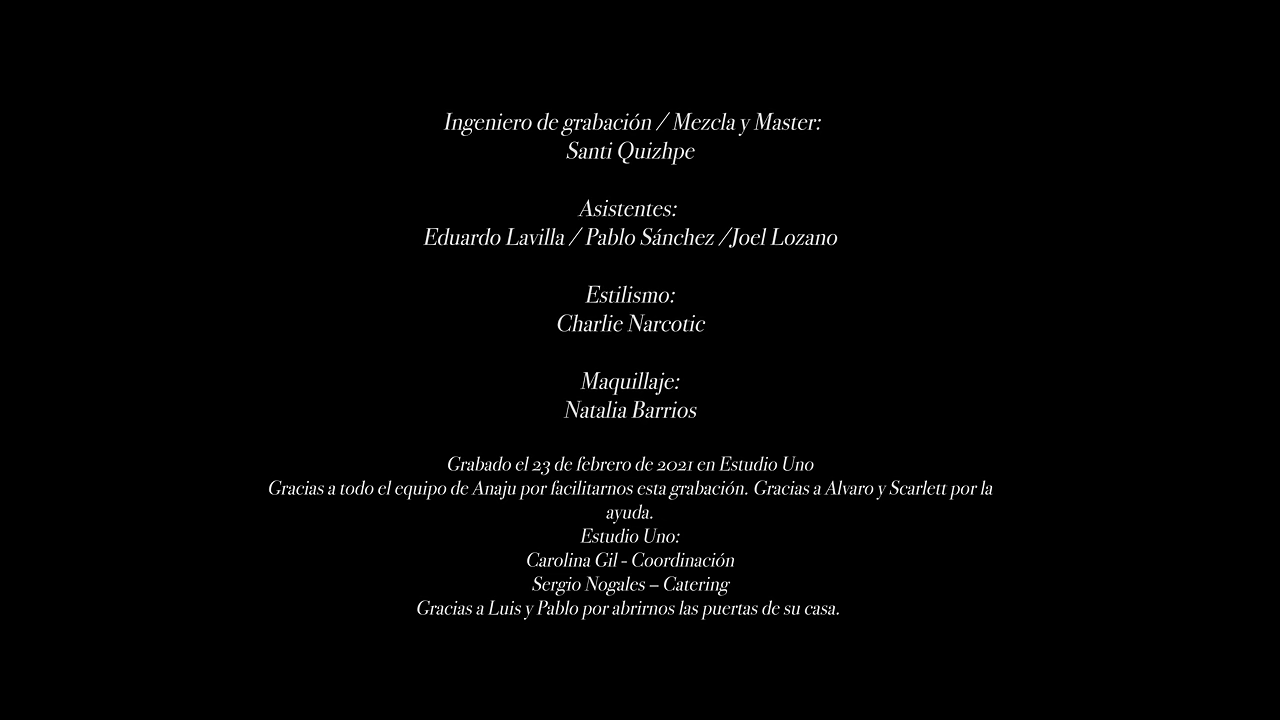 Ingeniero de grabación / Mezcla y Master:
Santi Quizhpe
Asistentes:
Eduardo Lavilla / Pablo Sánchez /Joel Lozano
Estilismo:
Charlie Narcotic
Maquillaje:
Natalia Barrios
Grabado el 23 de febrero de 2021 en Estudio Uno
Gracias a todo el equipo de Anaju por facilitarnos esta grabación. Gracias a Alvaro y Scarlett por la
ayuda.
Estudio Uno:
Carolina Gil - Coordinación
Sergio Nogales – Catering
Gracias a Luis y Pablo por abrirnos las puertas de su casa.